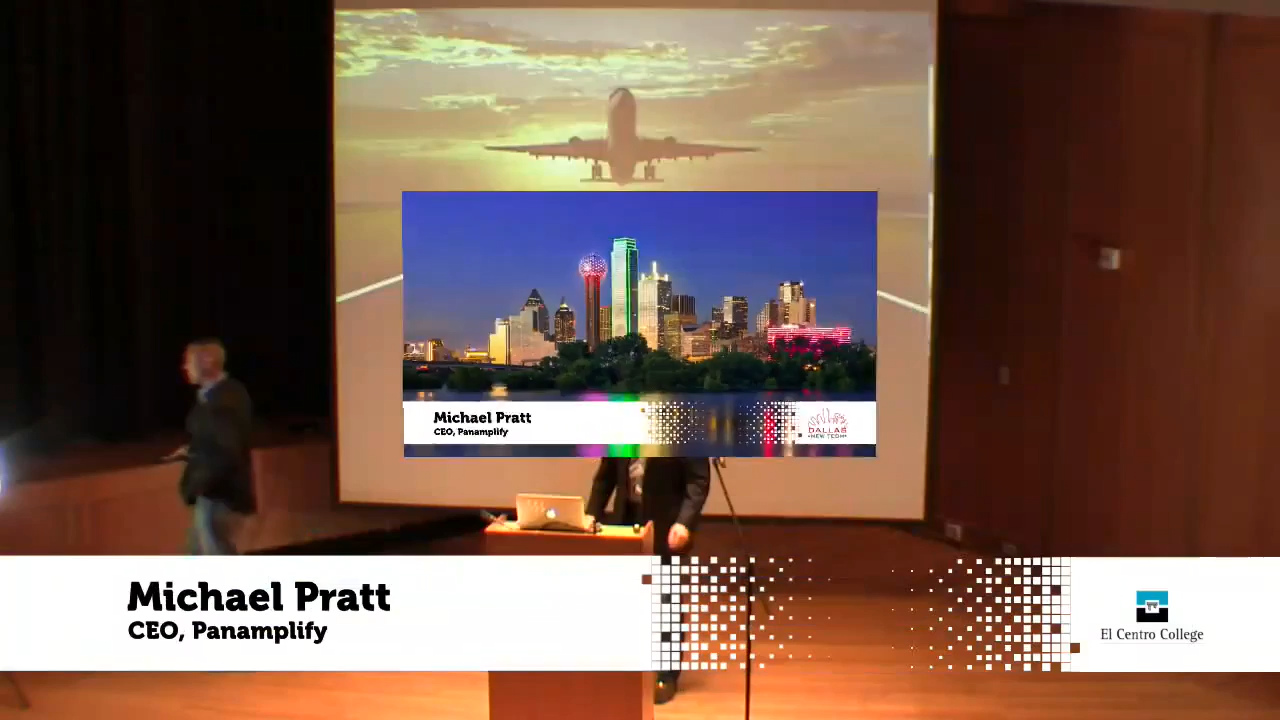 Michael Pratt
CEO, Panamplify
DALLAS
NEW TECH
Michael Pratt
CEO, Panamplify
El Centro College